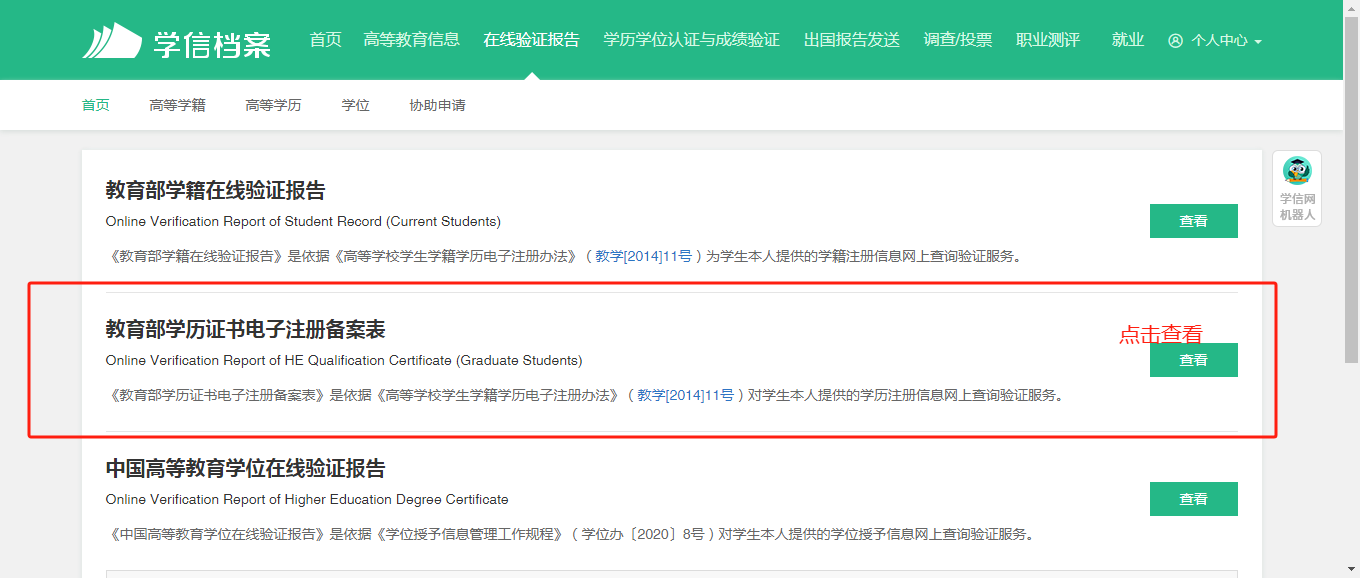 学信档案
首页 高等教育信息 在线验证报告 学历学位认证与成绩验证 出国报告发送 调查/投票 职业测评 就业 个人中心
首页 高等学籍 高等学历 学位 协助申请
教育部学籍在线验证报告
Online Verification Report of Student Record (Current Students)
查看
《教育部学籍在线验证报告》是依据《高等学校学生学籍学历电子注册办法》（教学[2014]11号）为学生本人提供的学籍注册信息网上查询验证服务。
学信网
机器人
教育部学历证书电子注册备案表
点击查看
Online Verification Report of HE Qualification Certificate (Graduate Students)
查看
《教育部学历证书电子注册备案表》是依据《高等学校学生学籍学历电子注册办法》（教学[2014]11号）对学生本人提供的学历注册信息网上查询验证服务。
中国高等教育学位在线验证报告
Online Verification Report of Higher Education Degree Certificate
查看
《中国高等教育学位在线验证报告》是依据《学位授予信息管理工作规程》（学位办〔2020〕8号）对学生本人提供的学位授予信息网上查询验证服务。